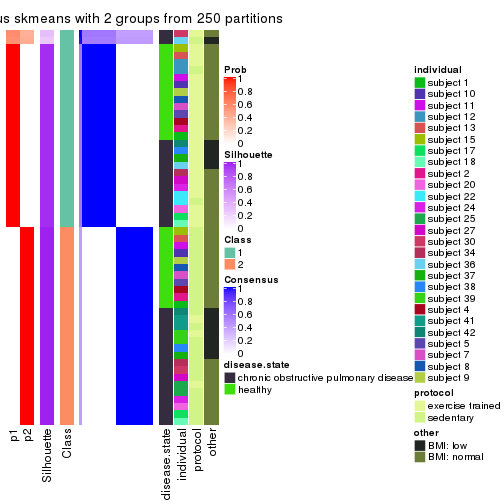 us skmeans with 2 groups from 250 partitions
Prob
1
0.8
0.6
0.4
0.2
0
Silhouette
1
0.8
0.6
0.4
0.2
0
Class
1
2
Consensus
1
0.8
0.6
0.4
0.2
0
disease.state
chronic obstructive pulmonary disease
healthy
individual
subject 1
subject 10
subject 11
subject 12
subject 13
subject 15
subject 17
subject 18
subject 2
subject 20
subject 22
subject 24
subject 25
subject 27
subject 30
subject 34
subject 36
subject 37
subject 38
subject 39
subject 4
subject 41
subject 42
subject 5
subject 7
subject 8
subject 9
protocol
exercise trained
sedentary
other
BMI: low
BMI: normal
p1
p2
Silhouette
Class
disease.state
individual
protocol
other